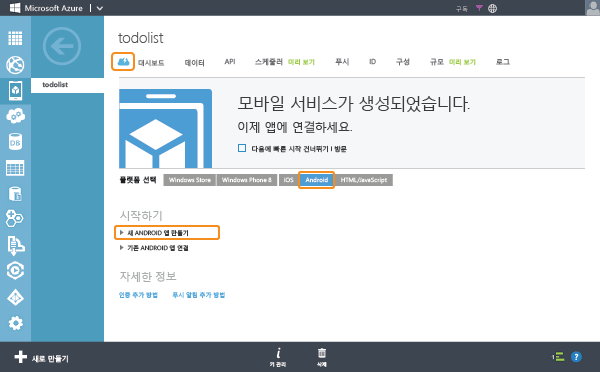 Microsoft Azure
구독
todolist
todolist
대시보드 데이터 API 스케줄러 미리 보기 푸시 ID 구성 규모 미리 보기 로그
모바일 서비스가 생성되었습니다.
이제 앱에 연결하세요.
다음에 빠른 시작 건너뛰기 | 방문
플랫폼 선택 Windows Store Windows Phone 8 iOS Android HTML/JavaScript
시작하기
새 ANDROID 앱 만들기
기존 ANDROID 앱 연결
자세한 정보
인증 추가 방법 푸시 알림 추가 방법
DB
새로 만들기
키 관리
삭제
1
?